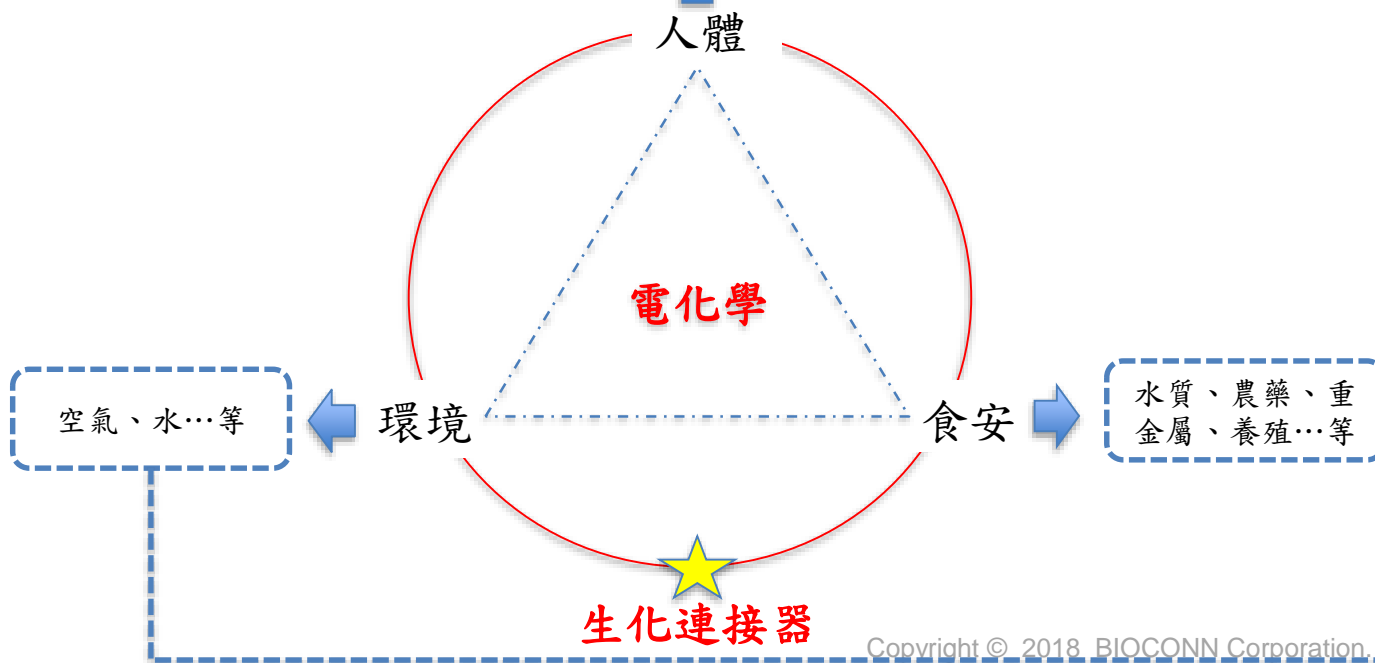 人體
電化學
空氣、水…等
環境
食安
水質、農藥、重
金屬、養殖…等
生化連接器
Copyright © 2018 BIOCONN Corporation.